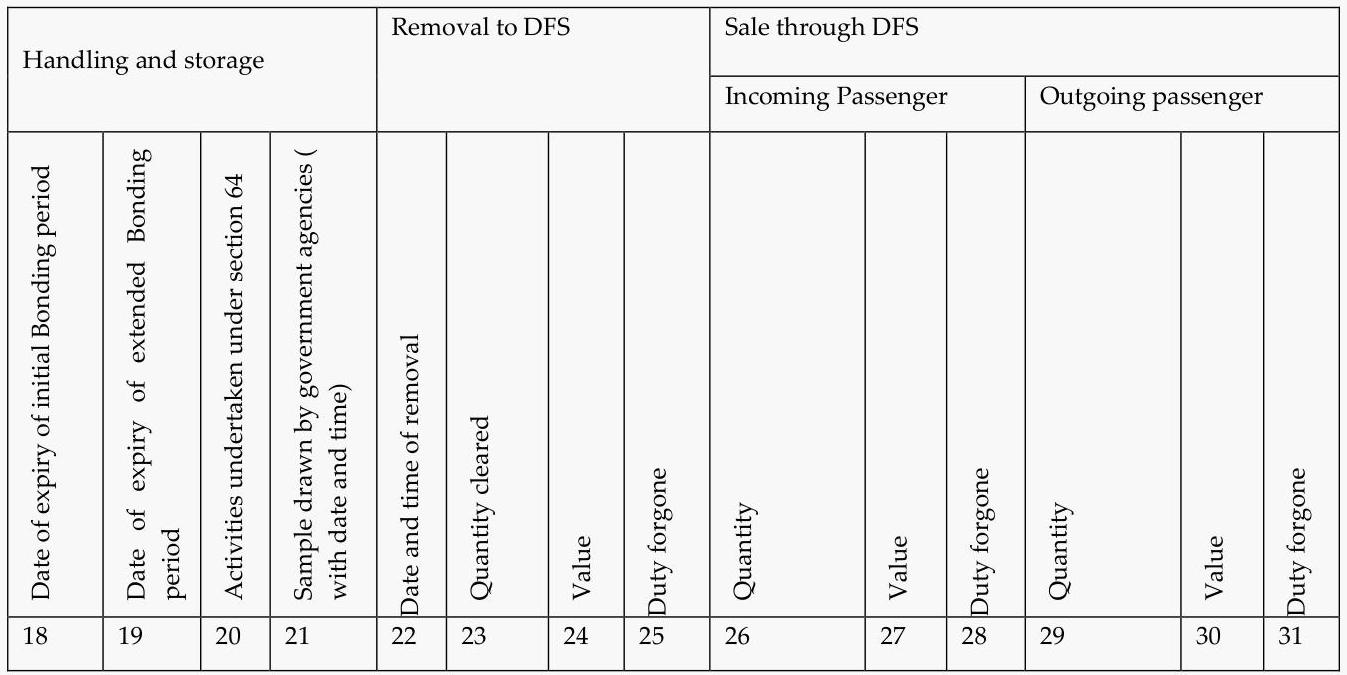 Handling and storage
Removal to DFS
Sale through DFS
Incoming Passenger
Outgoing passenger
Date of expiry of initial Bonding period
Date of expiry of extended Bonding
period
Activities undertaken under section 64
Sample drawn by government agencies (
with date and time)
Date and time of removal
Quantity cleared
Value
Duty forgone
Quantity
Value
Duty forgone
Quantity
Value
Duty forgone
18 19 20 21 22 23 24 25 26 27 28 29 30 31